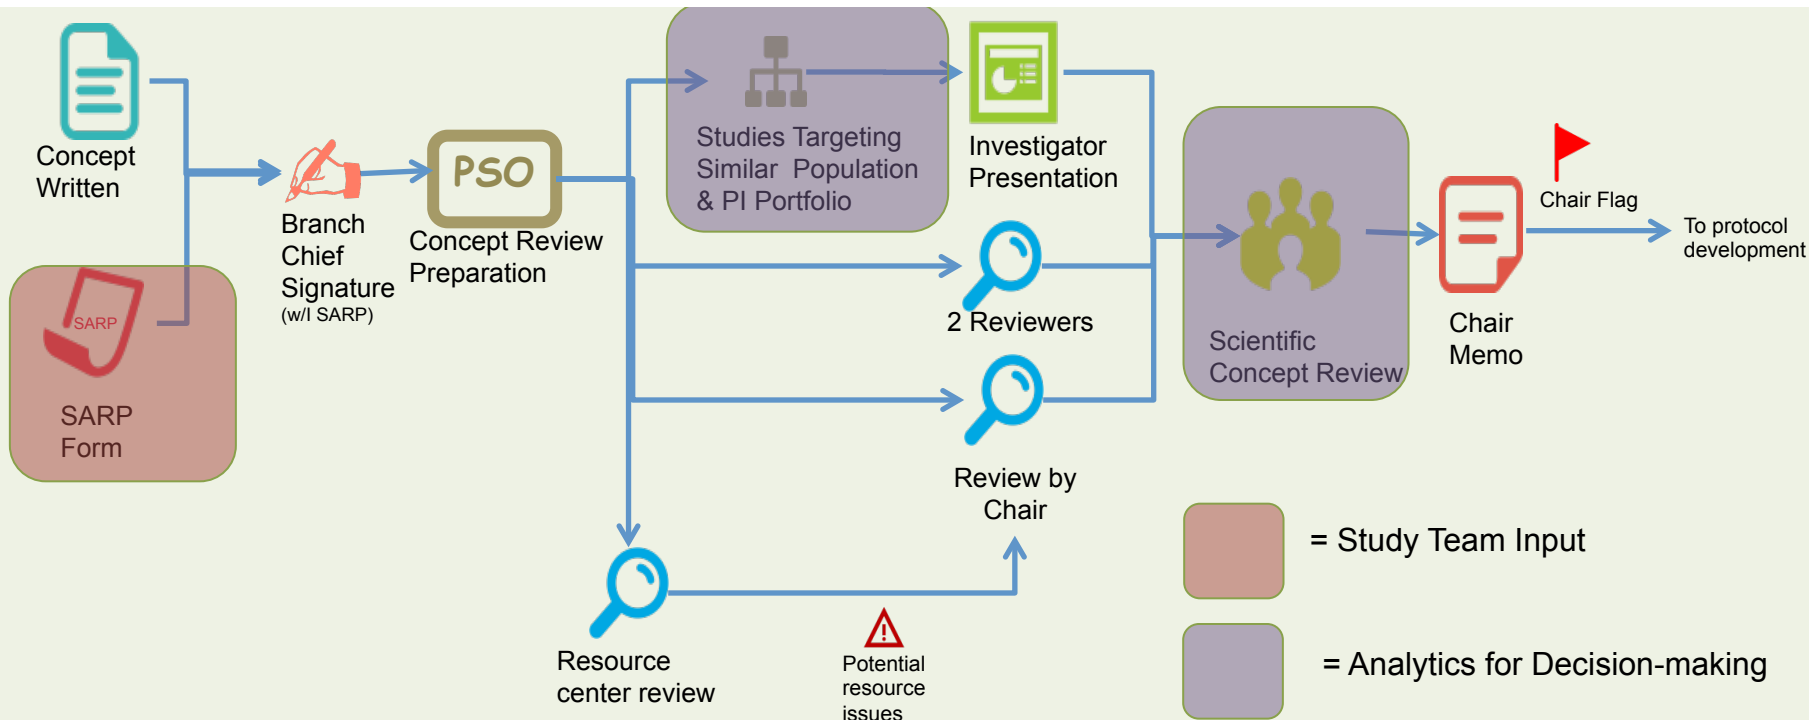 Concept
Written
SARP
SARP
Form
Branch
Chief
Signature
(w/I SARP)
PSO
Concept Review
Preparation
Studies Targeting
Similar Population
& PI Portfolio
Investigator
Presentation
2 Reviewers
Review by
Chair
Resource
center review
Potential
resource
issues
Scientific
Concept Review
Chair
Memo
Chair Flag
To protocol
development
= Study Team Input
= Analytics for Decision-making